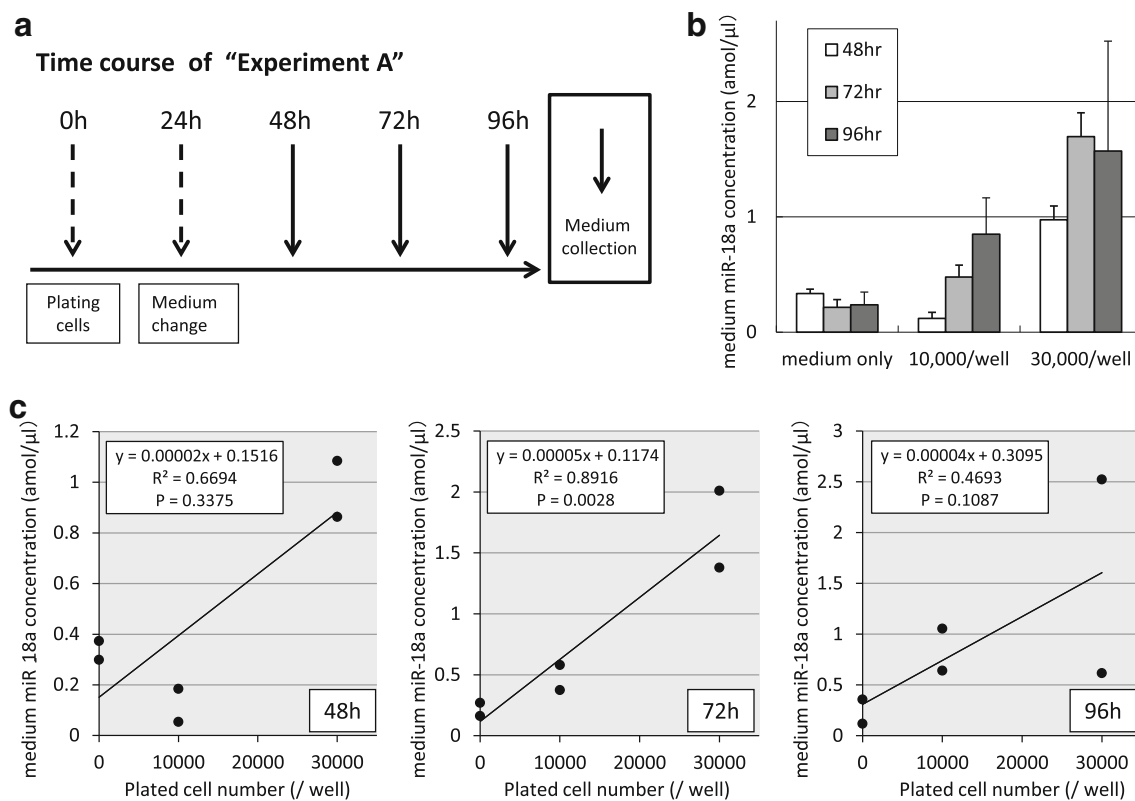 a
Time course of “Experiment A”
0h 24h 48h 72h 96h
Medium
collection
Plating
cells
Medium
change
b
medium miR-18a concentration (amol/μl)
2
1
0
48hr
72hr
96hr
medium only 10,000/well 30,000/well
c
medium miR 18a concentration (amol/μl)
1.2
1
0.8
0.6
0.4
0.2
0
y = 0.00002x + 0.1516
R² = 0.6694
P = 0.3375
48h
0 10000 20000 30000
Plated cell number (/ well)
medium miR-18a concentration (amol/μl)
2.5
2
1.5
1
0.5
0
y = 0.00005x + 0.1174
R² = 0.8916
P = 0.0028
72h
0 10000 20000 30000
Plated cell number (/ well)
medium miR-18a concentration (amol/μl)
3
2.5
2
1.5
1
0.5
0
y = 0.00004x + 0.3095
R² = 0.4693
P = 0.1087
96h
0 10000 20000 30000
Plated cell number (/ well)